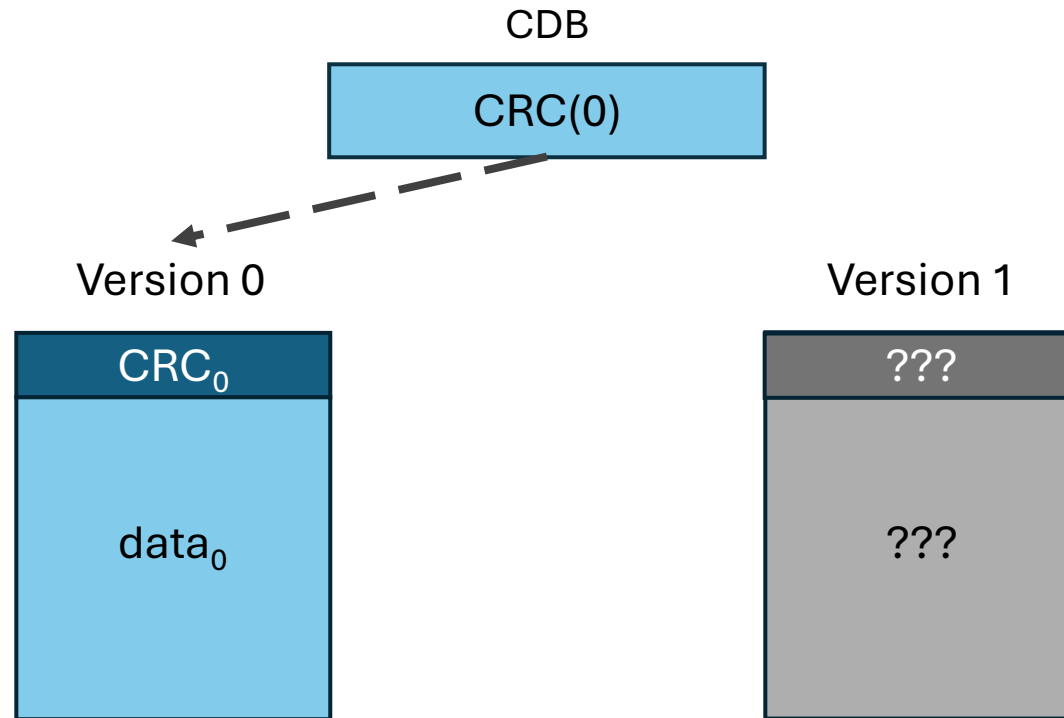 CDB
CRC(0)
Version 0
Version 1
CRC₀
???
data₀
???